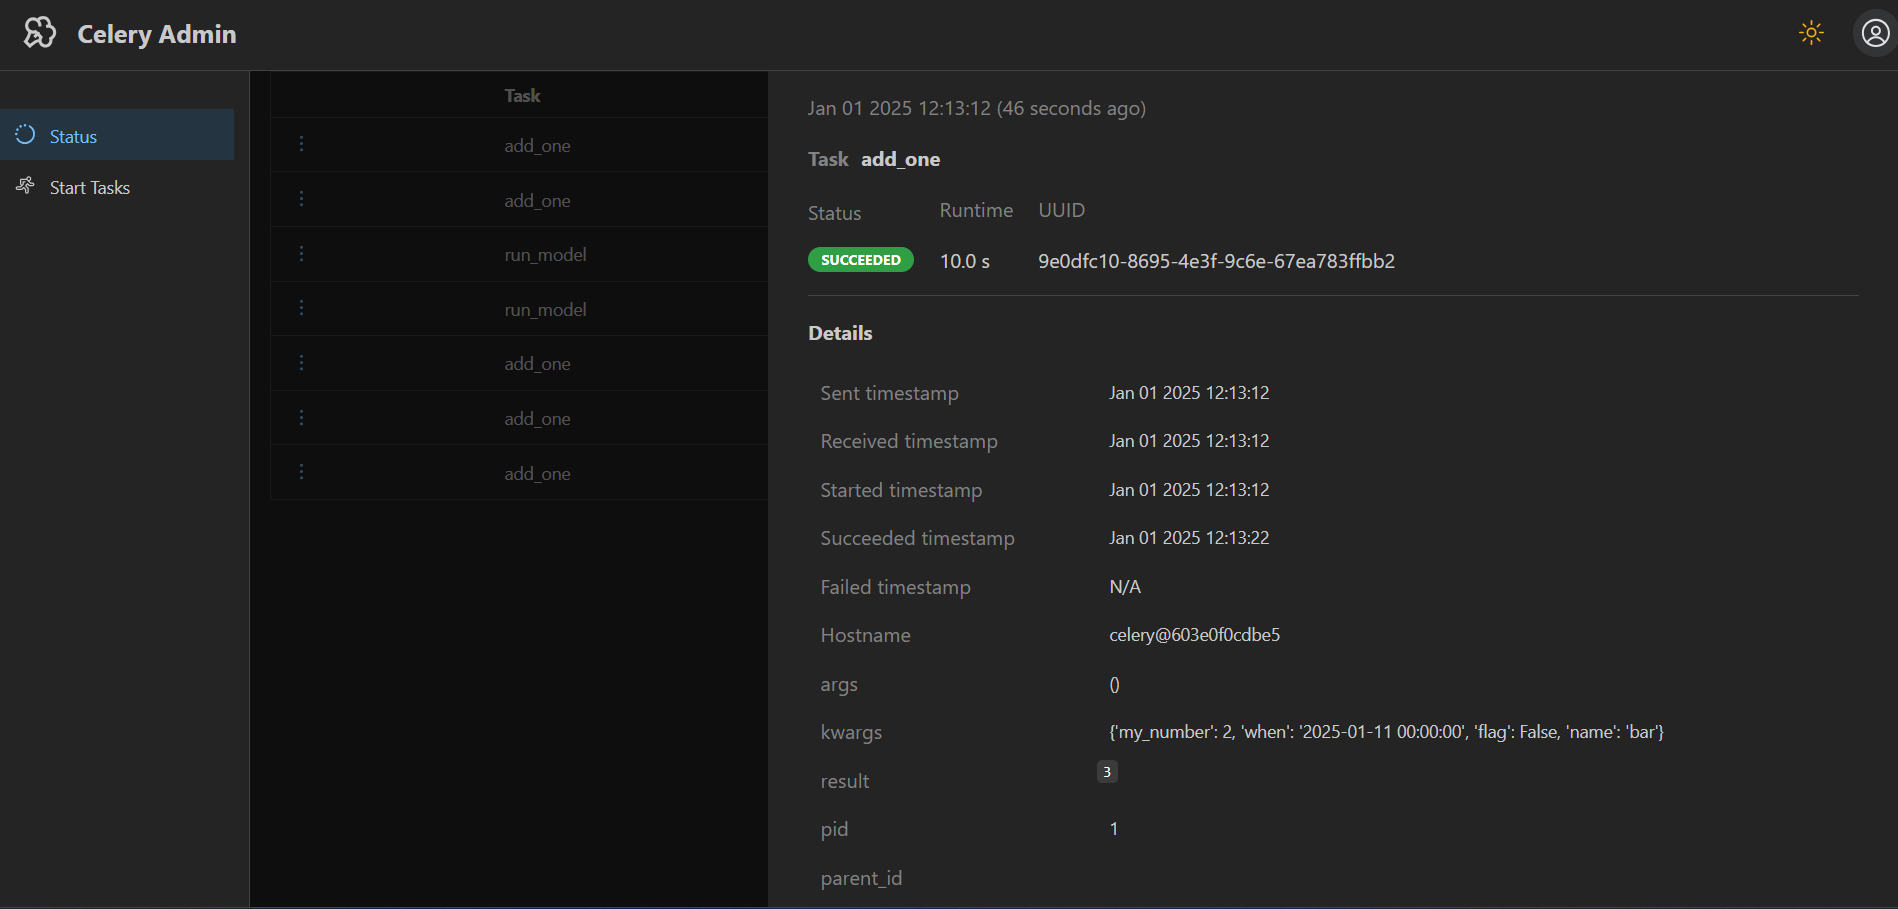 Celery Admin
Status
Start Tasks
Task
add_one
add_one
run_model
run_model
add_one
add_one
add_one
Jan 01 2025 12:13:12 (46 seconds ago)
Task add_one
Status Runtime UUID
SUCCEEDED 10.0 s 9e0dfc10-8695-4e3f-9c6e-67ea783ffbb2
Details
Sent timestamp Jan 01 2025 12:13:12
Received timestamp Jan 01 2025 12:13:12
Started timestamp Jan 01 2025 12:13:12
Succeeded timestamp Jan 01 2025 12:13:22
Failed timestamp N/A
Hostname celery@603e0f0cdbe5
args ()
kwargs {'my_number': 2, 'when': '2025-01-11 00:00:00', 'flag': False, 'name': 'bar'}
result 3
pid 1
parent_id